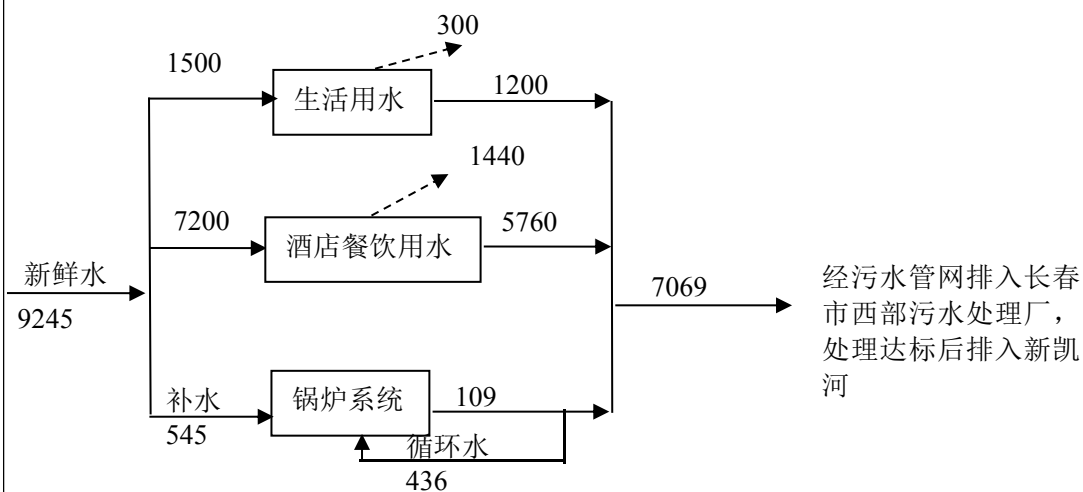 300
1500
生活用水
1200
1440
7200
酒店餐饮用水
5760
新鲜水
9245
7069
经污水管网排入长春
市西部污水处理厂，
处理达标后排入新凯
河
补水
545
锅炉系统
109
循环水
436